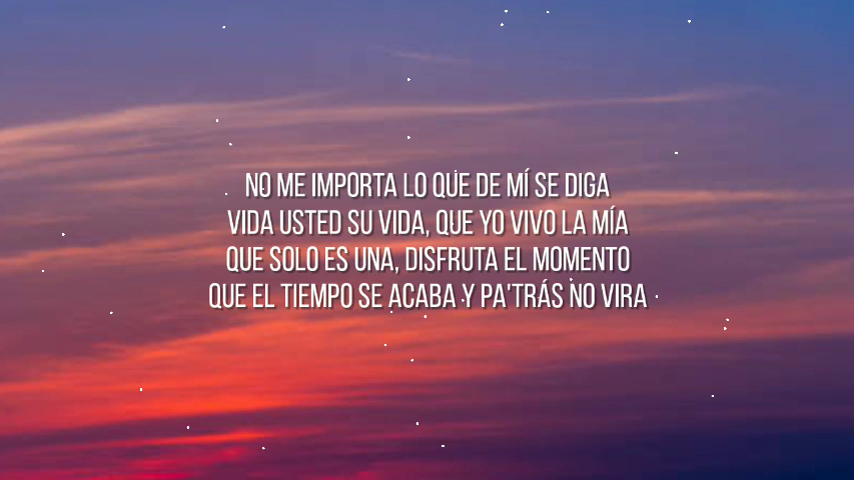 NO ME IMPORTA LO QUE DE MÍ SE DIGA
VIDA USTED SU VIDA, QUE YO VIVO LA MÍA
QUE SOLO ES UNA, DISFRUTA EL MOMENTO
QUE EL TIEMPO SE ACABA Y PA'TRÁS NO VIRA